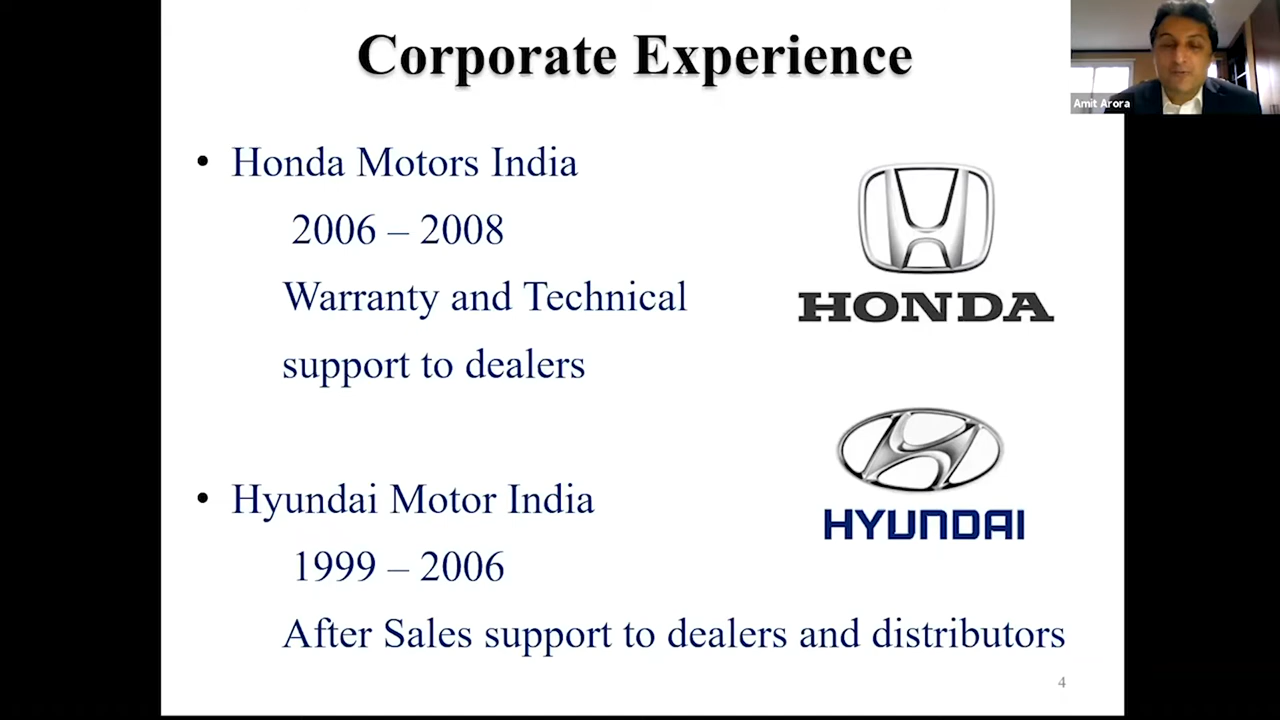 Corporate Experience
Amit Arora
• Honda Motors India
2006 – 2008
Warranty and Technical
support to dealers
HONDA
• Hyundai Motor India
1999 – 2006
After Sales support to dealers and distributors
HYUNDAI
4